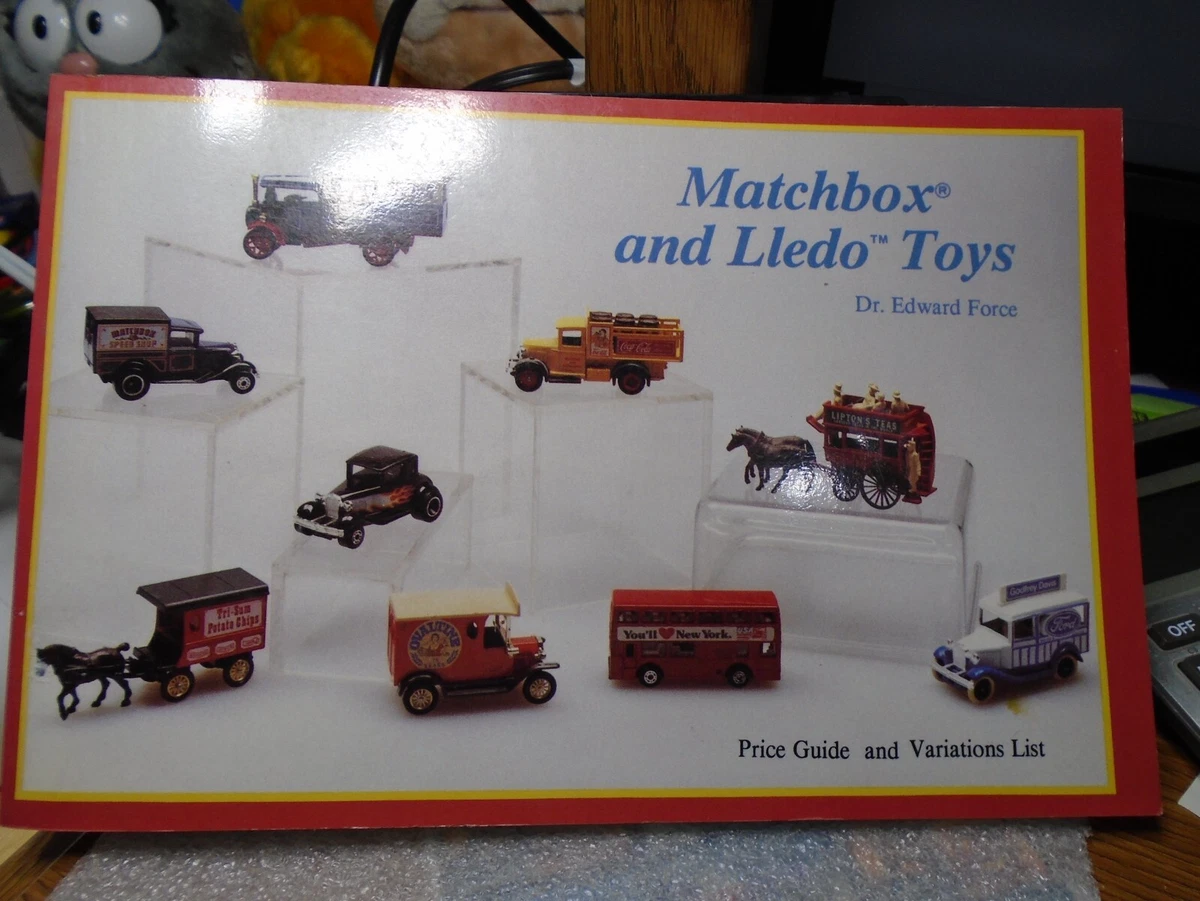 Matchbox®
and Lledo™ Toys
Dr. Edward Force
MATCHBOX
SPEED SHOP
Coca-Cola
LIPTON'S TEAS
Tri-Sum
Potato Chips
OVALTINE
You'll ❤ New York.
Godfrey Davis
Ford
Price Guide and Variations List
OFF